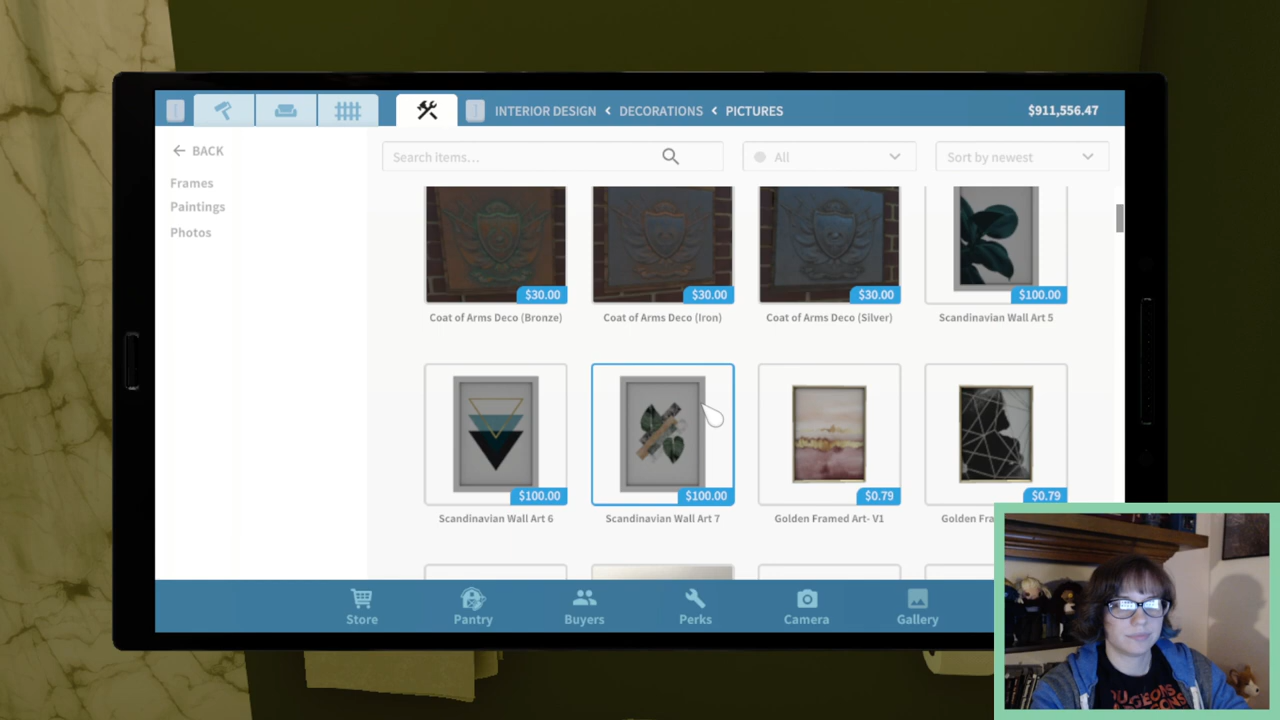 INTERIOR DESIGN < DECORATIONS < PICTURES
$911,556.47
BACK
Search items...
All
Sort by newest
Frames
Paintings
Photos
$30.00
$30.00
$30.00
$100.00
Coat of Arms Deco (Bronze)
Coat of Arms Deco (Iron)
Coat of Arms Deco (Silver)
Scandinavian Wall Art 5
$100.00
$100.00
$0.79
$0.79
Scandinavian Wall Art 6
Scandinavian Wall Art 7
Golden Framed Art- V1
Golden Fra
Store
Pantry
Buyers
Perks
Camera
Gallery